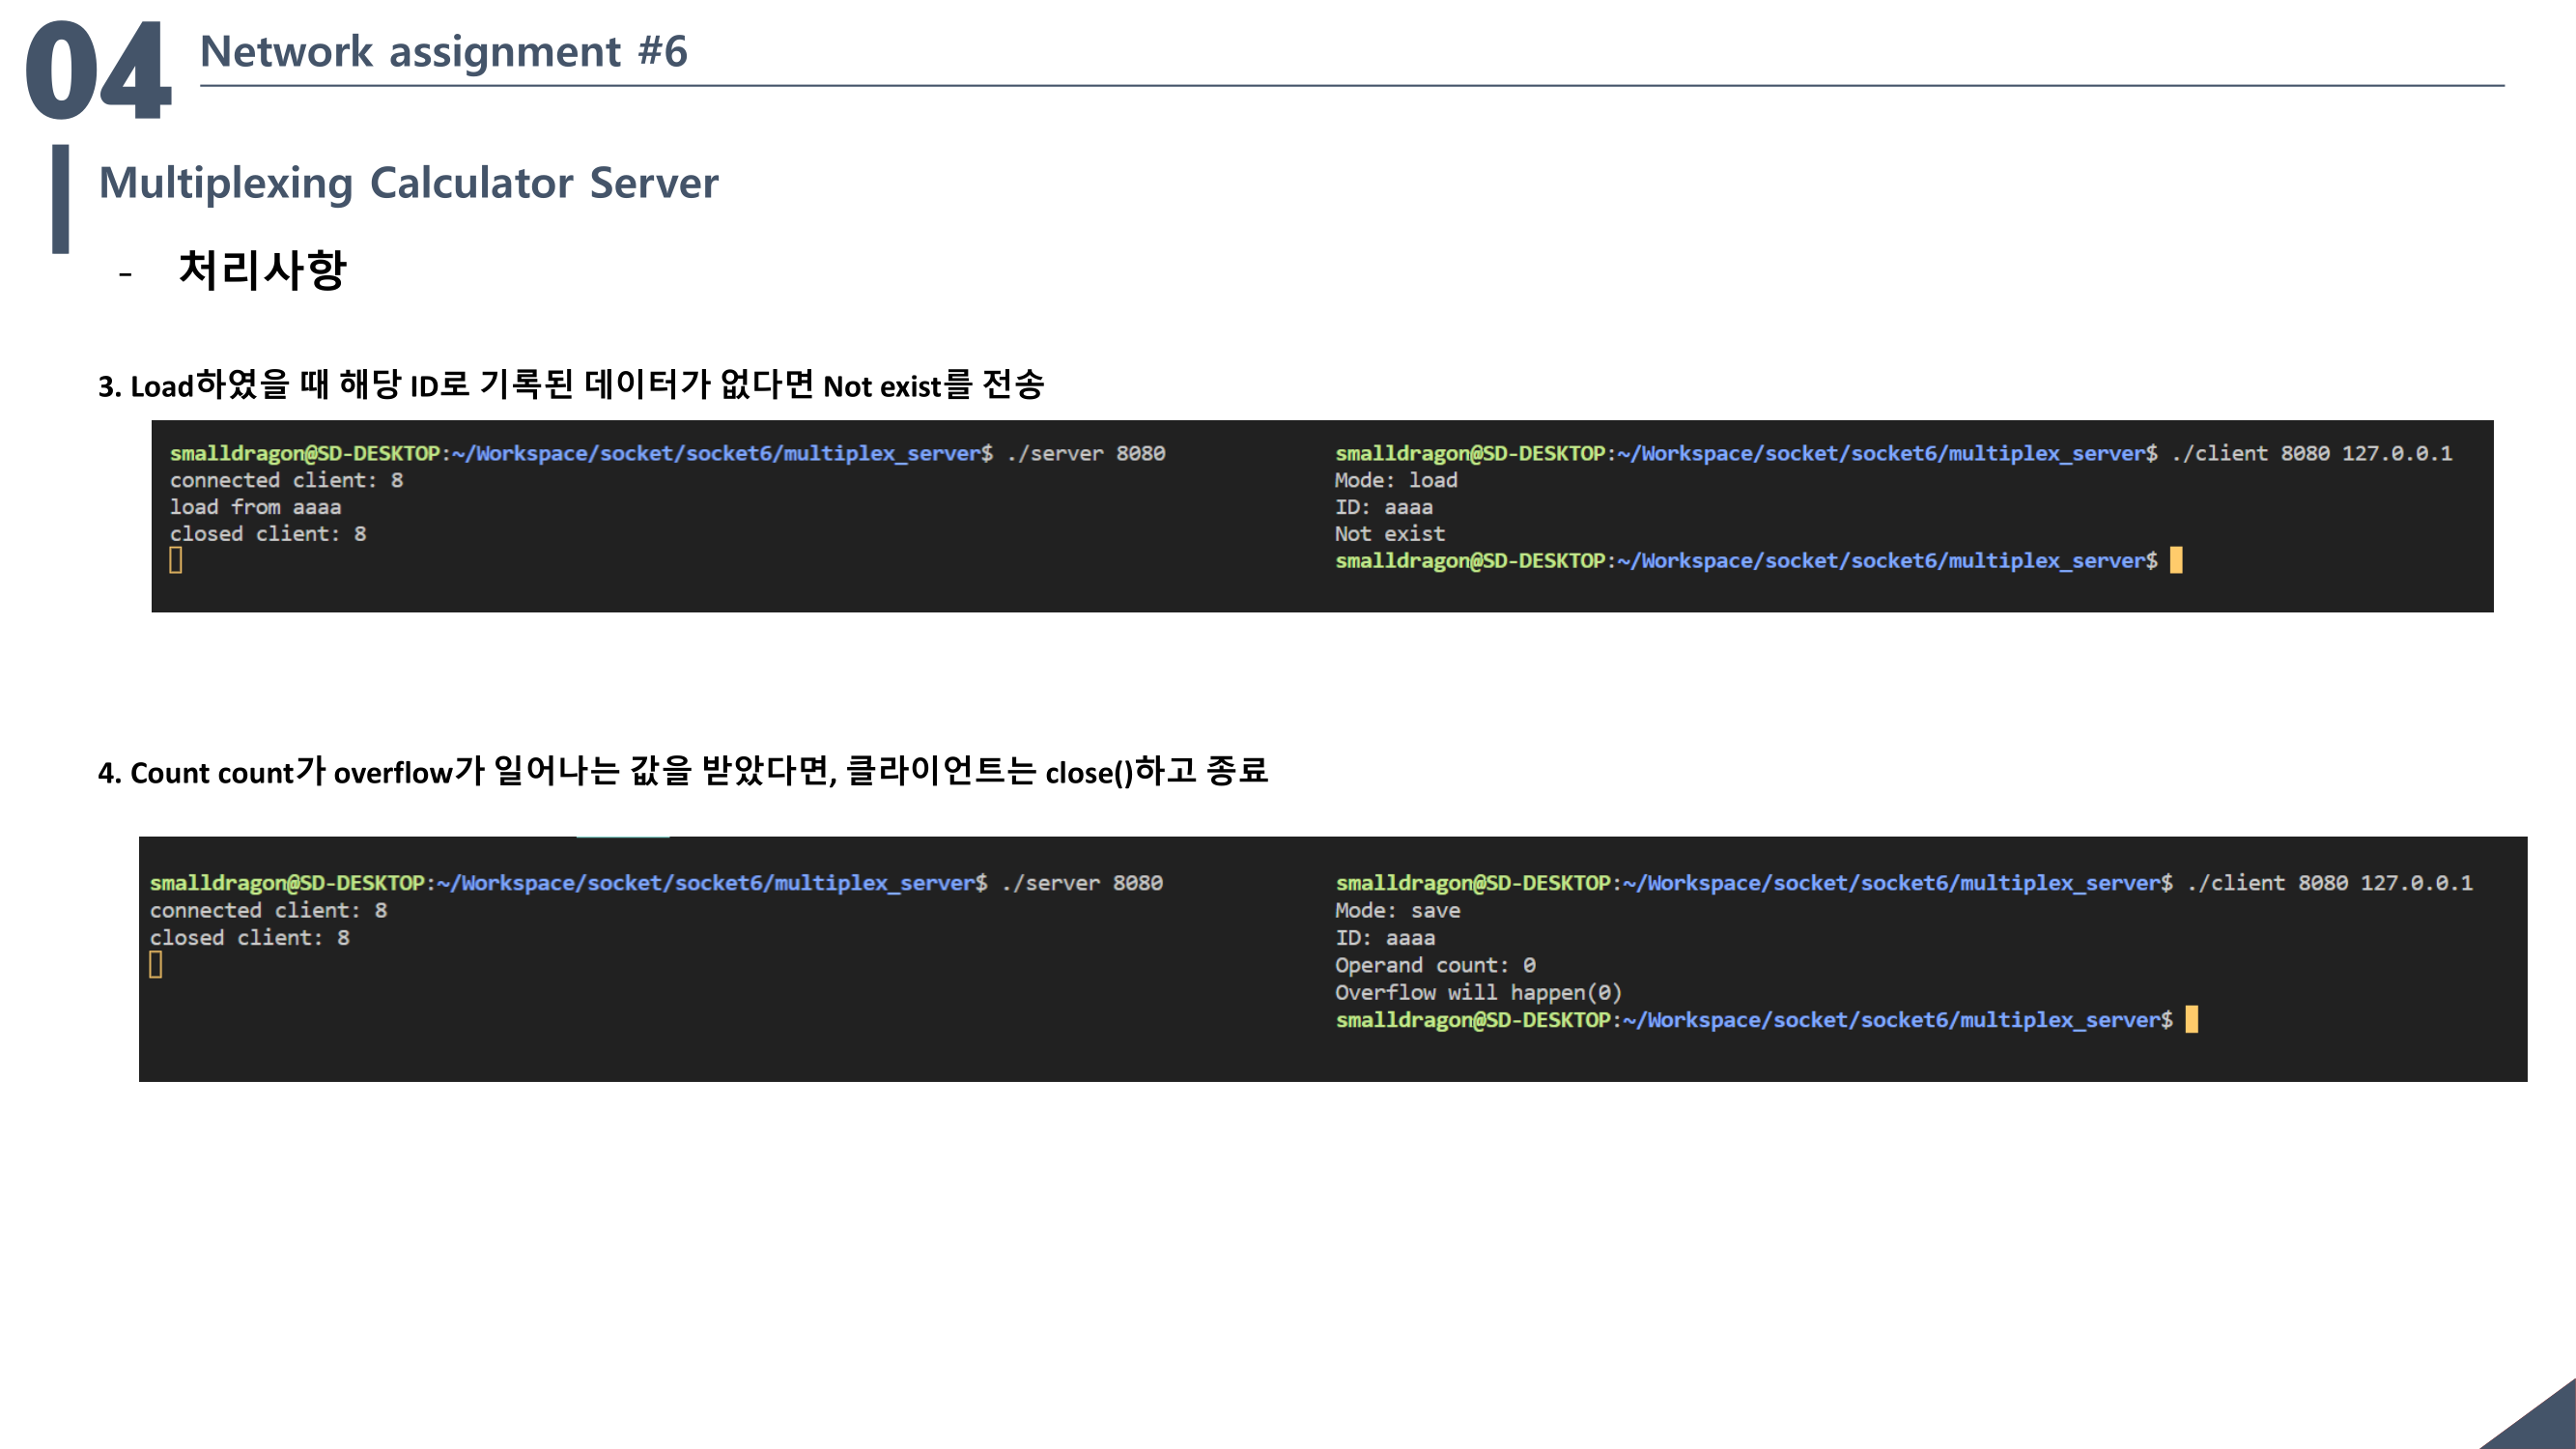 04 Network assignment #6
Multiplexing Calculator Server
- 처리사항
3. Load하였을 때 해당 ID로 기록된 데이터가 없다면 Not exist를 전송
smalldragon@SD-DESKTOP:~/Workspace/socket/socket6/multiplex_server$ ./server 8080
connected client: 8
load from aaaa
closed client: 8
smalldragon@SD-DESKTOP:~/Workspace/socket/socket6/multiplex_server$ ./client 8080 127.0.0.1
Mode: load
ID: aaaa
Not exist
smalldragon@SD-DESKTOP:~/Workspace/socket/socket6/multiplex_server$
4. Count count가 overflow가 일어나는 값을 받았다면, 클라이언트는 close()하고 종료
smalldragon@SD-DESKTOP:~/Workspace/socket/socket6/multiplex_server$ ./server 8080
connected client: 8
closed client: 8
smalldragon@SD-DESKTOP:~/Workspace/socket/socket6/multiplex_server$ ./client 8080 127.0.0.1
Mode: save
ID: aaaa
Operand count: 0
Overflow will happen(0)
smalldragon@SD-DESKTOP:~/Workspace/socket/socket6/multiplex_server$